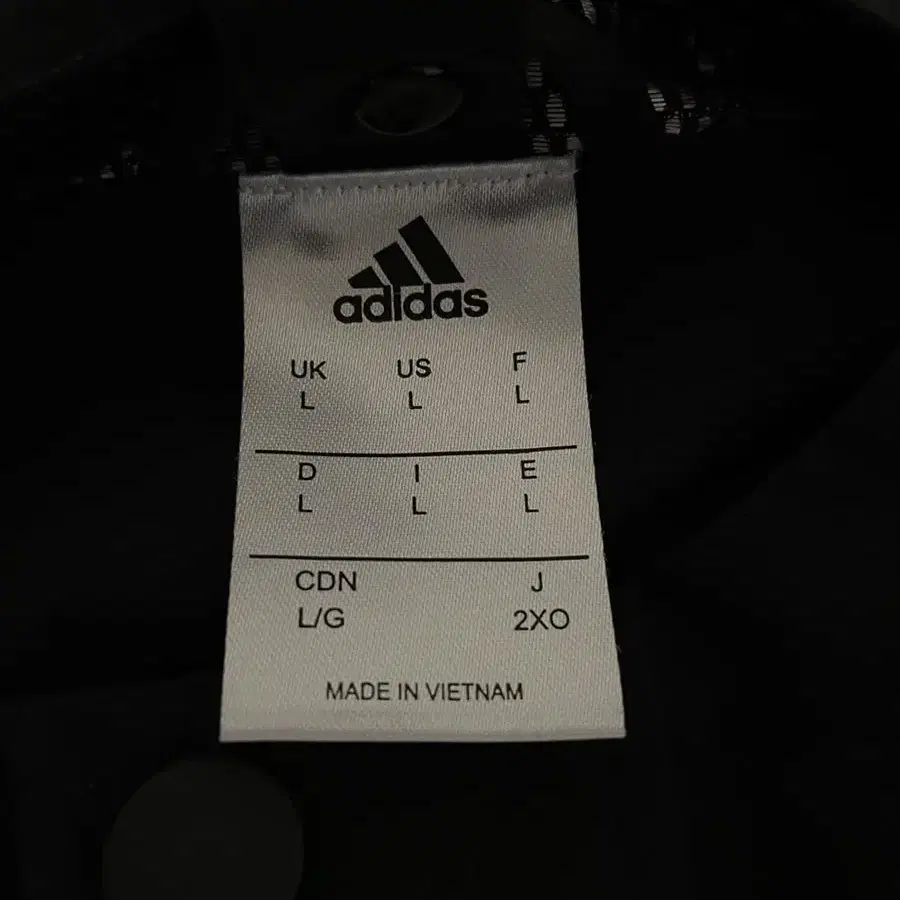 adidas
UK US F
L L L
D I E
L L L
CDN J
L/G 2XO
MADE IN VIETNAM